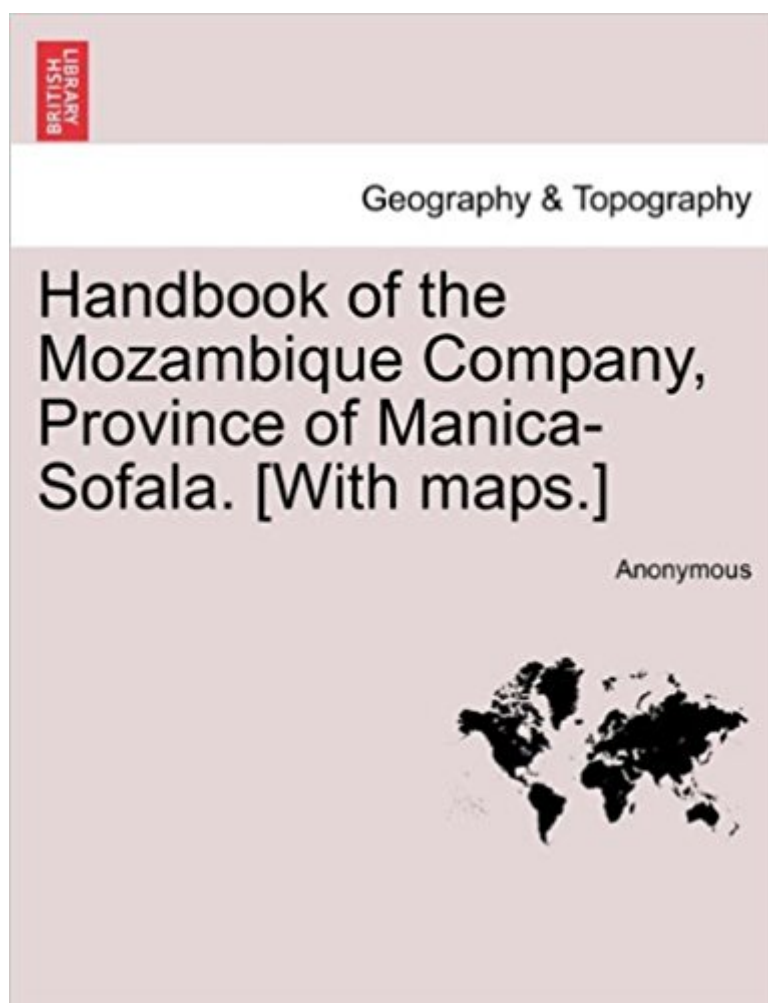 BRITISH
LIBRARY
Geography & Topography
Handbook of the
Mozambique Company,
Province of Manica-
Sofala. [With maps.]
Anonymous